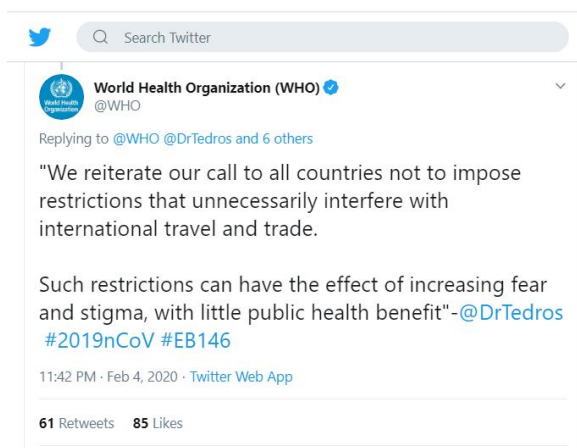 Search Twitter
World Health Organization (WHO)
@WHO
World Health
Organization
Replying to @WHO @DrTedros and 6 others
"We reiterate our call to all countries not to impose
restrictions that unnecessarily interfere with
international travel and trade.
Such restrictions can have the effect of increasing fear
and stigma, with little public health benefit"-@DrTedros
#2019nCoV #EB146
11:42 PM · Feb 4, 2020 · Twitter Web App
61 Retweets 85 Likes